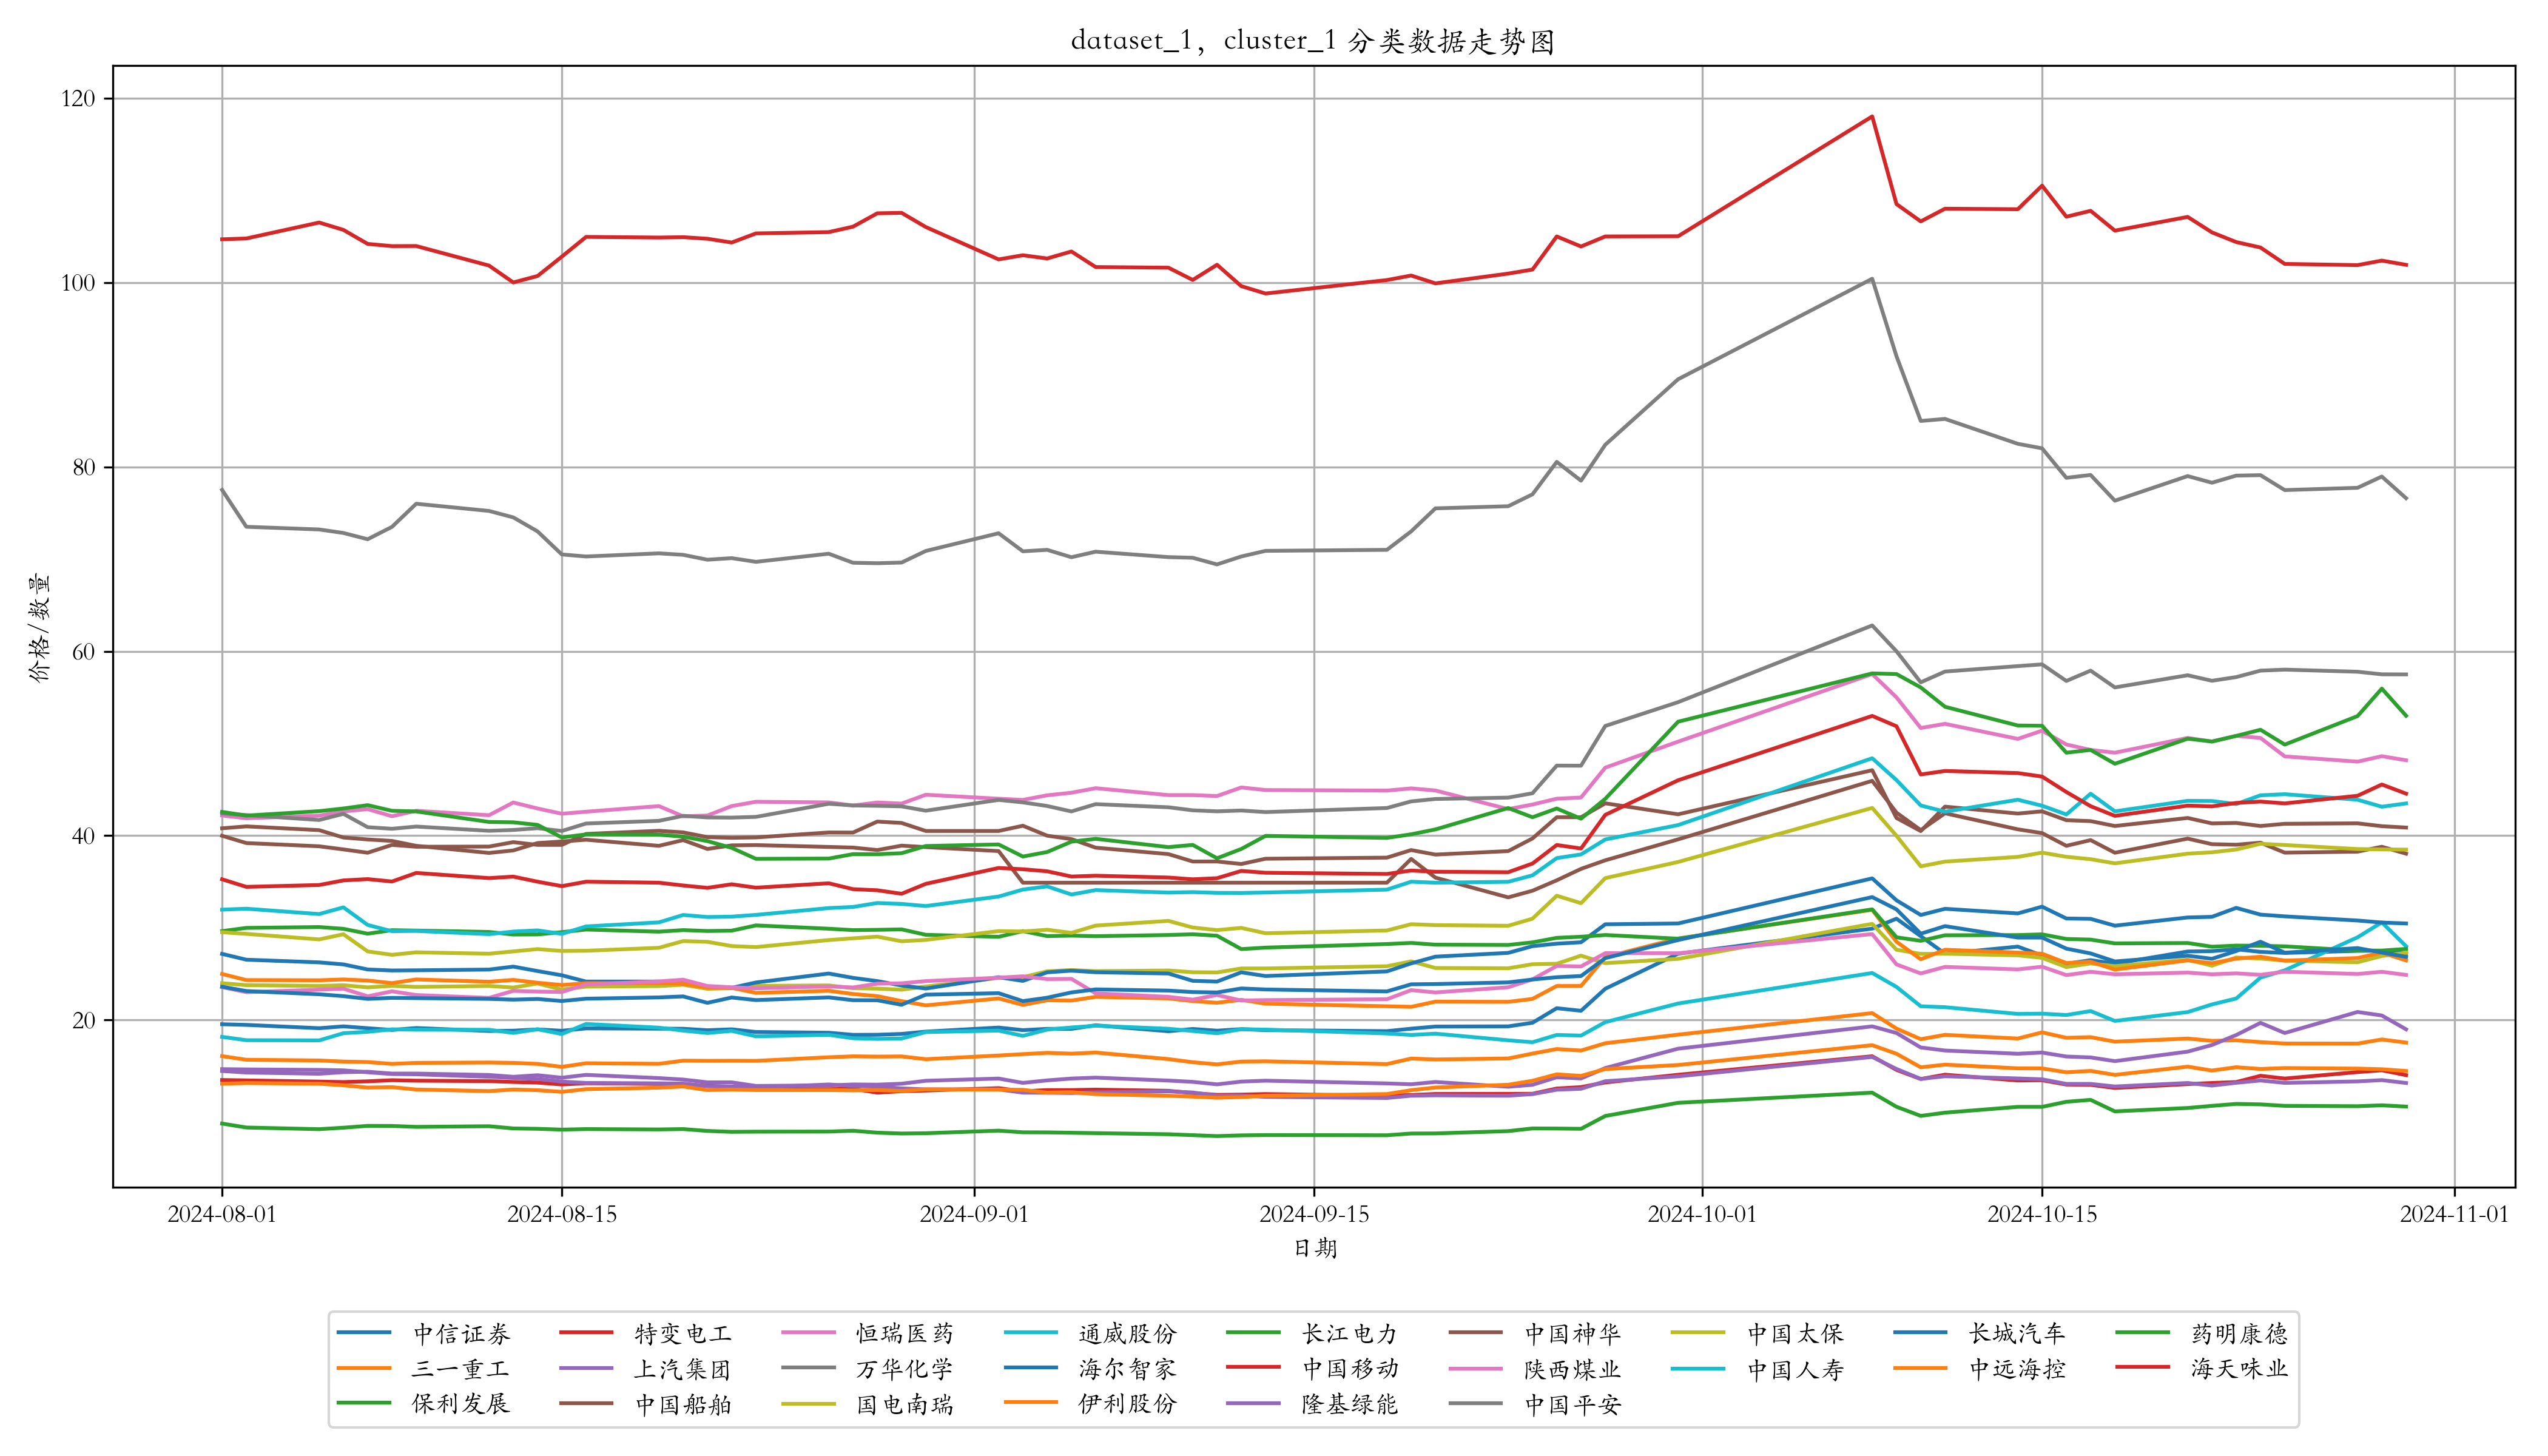 dataset_1, cluster_1 分类数据走势图
价格/数量
120
100
80
60
40
20
2024-08-01 2024-08-15 2024-09-01 2024-09-15 2024-10-01 2024-10-15 2024-11-01
日期
中信证券 特变电工 恒瑞医药 通威股份 长江电力 中国神华 中国太保 长城汽车 药明康德
三一重工 上汽集团 万华化学 海尔智家 中国移动 陕西煤业 中国人寿 中远海控 海天味业
保利发展 中国船舶 国电南瑞 伊利股份 隆基绿能 中国平安